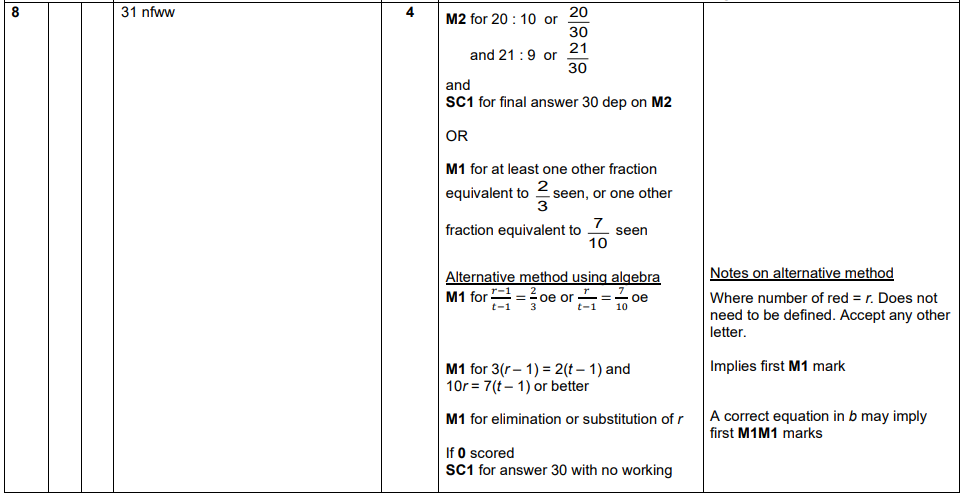 8 31 nfww 4 M2 for 20 : 10 or 20/30
and 21 : 9 or 21/30
and
SC1 for final answer 30 dep on M2
OR
M1 for at least one other fraction
equivalent to 2/3 seen, or one other
fraction equivalent to 7/10 seen
Alternative method using algebra
M1 for r−1/t−1 = 2/3 oe or r/t−1 = 7/10 oe
M1 for 3(r – 1) = 2(t – 1) and
10r = 7(t – 1) or better
M1 for elimination or substitution of r
If 0 scored
SC1 for answer 30 with no working
Notes on alternative method
Where number of red = r. Does not
need to be defined. Accept any other
letter.
Implies first M1 mark
A correct equation in b may imply
first M1M1 marks